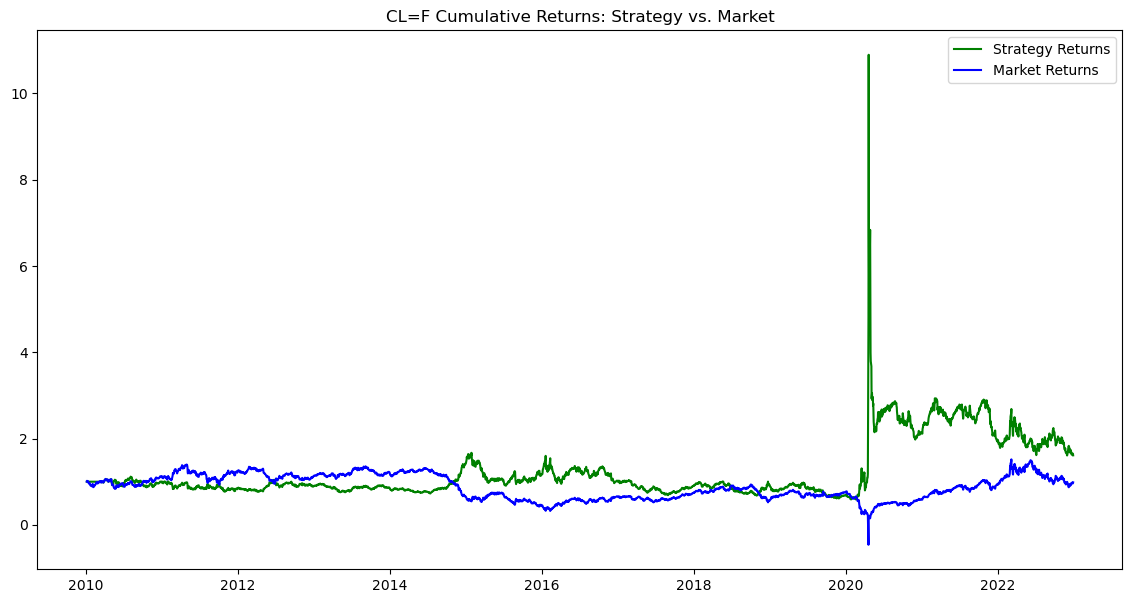 CL=F Cumulative Returns: Strategy vs. Market
Strategy Returns
Market Returns
10
8
6
4
2
0
2010 2012 2014 2016 2018 2020 2022